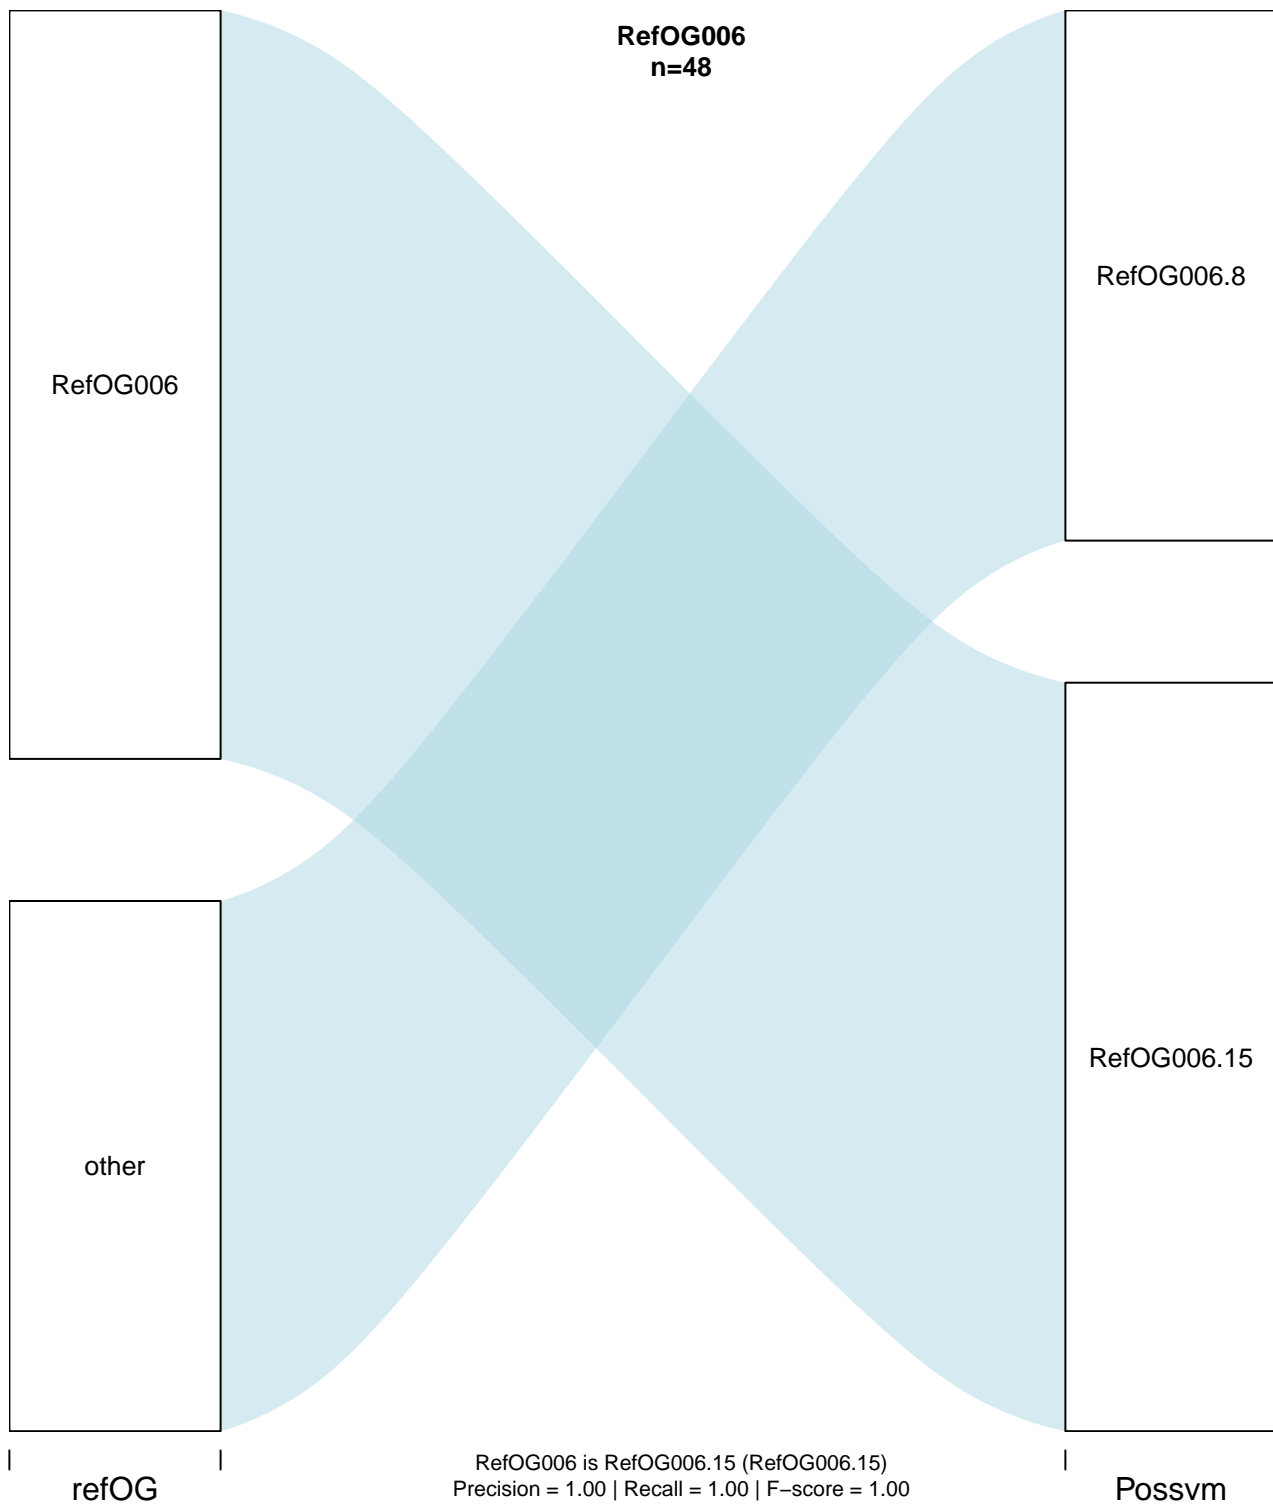 RefOG006
n=48
RefOG006.8
RefOG006
RefOG006.15
other
RefOG006 is RefOG006.15 (RefOG006.15)
Precision = 1.00 | Recall = 1.00 | F−score = 1.00
refOG
Possvm